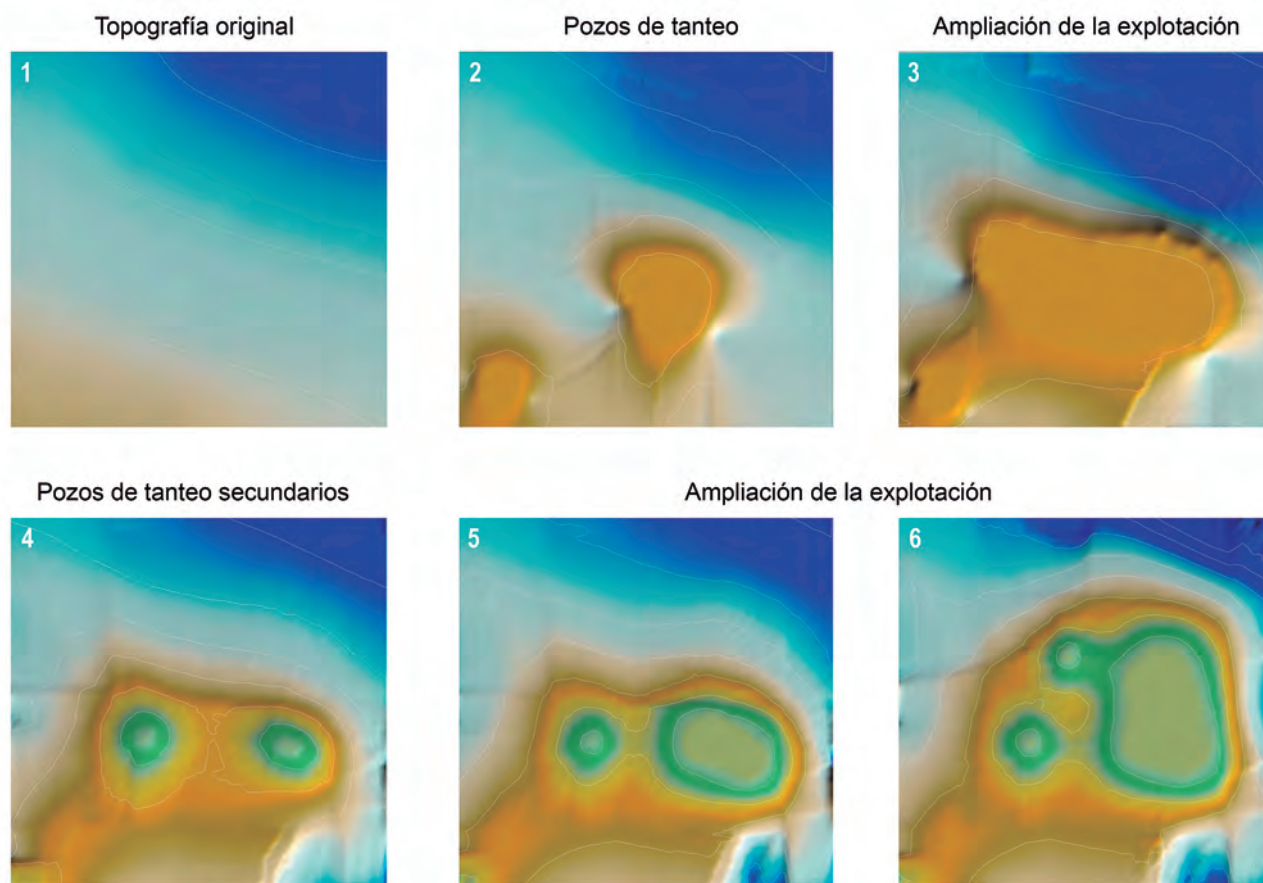 Topografía original
Pozos de tanteo
Ampliación de la explotación
1
2
3
Pozos de tanteo secundarios
Ampliación de la explotación
4
5
6